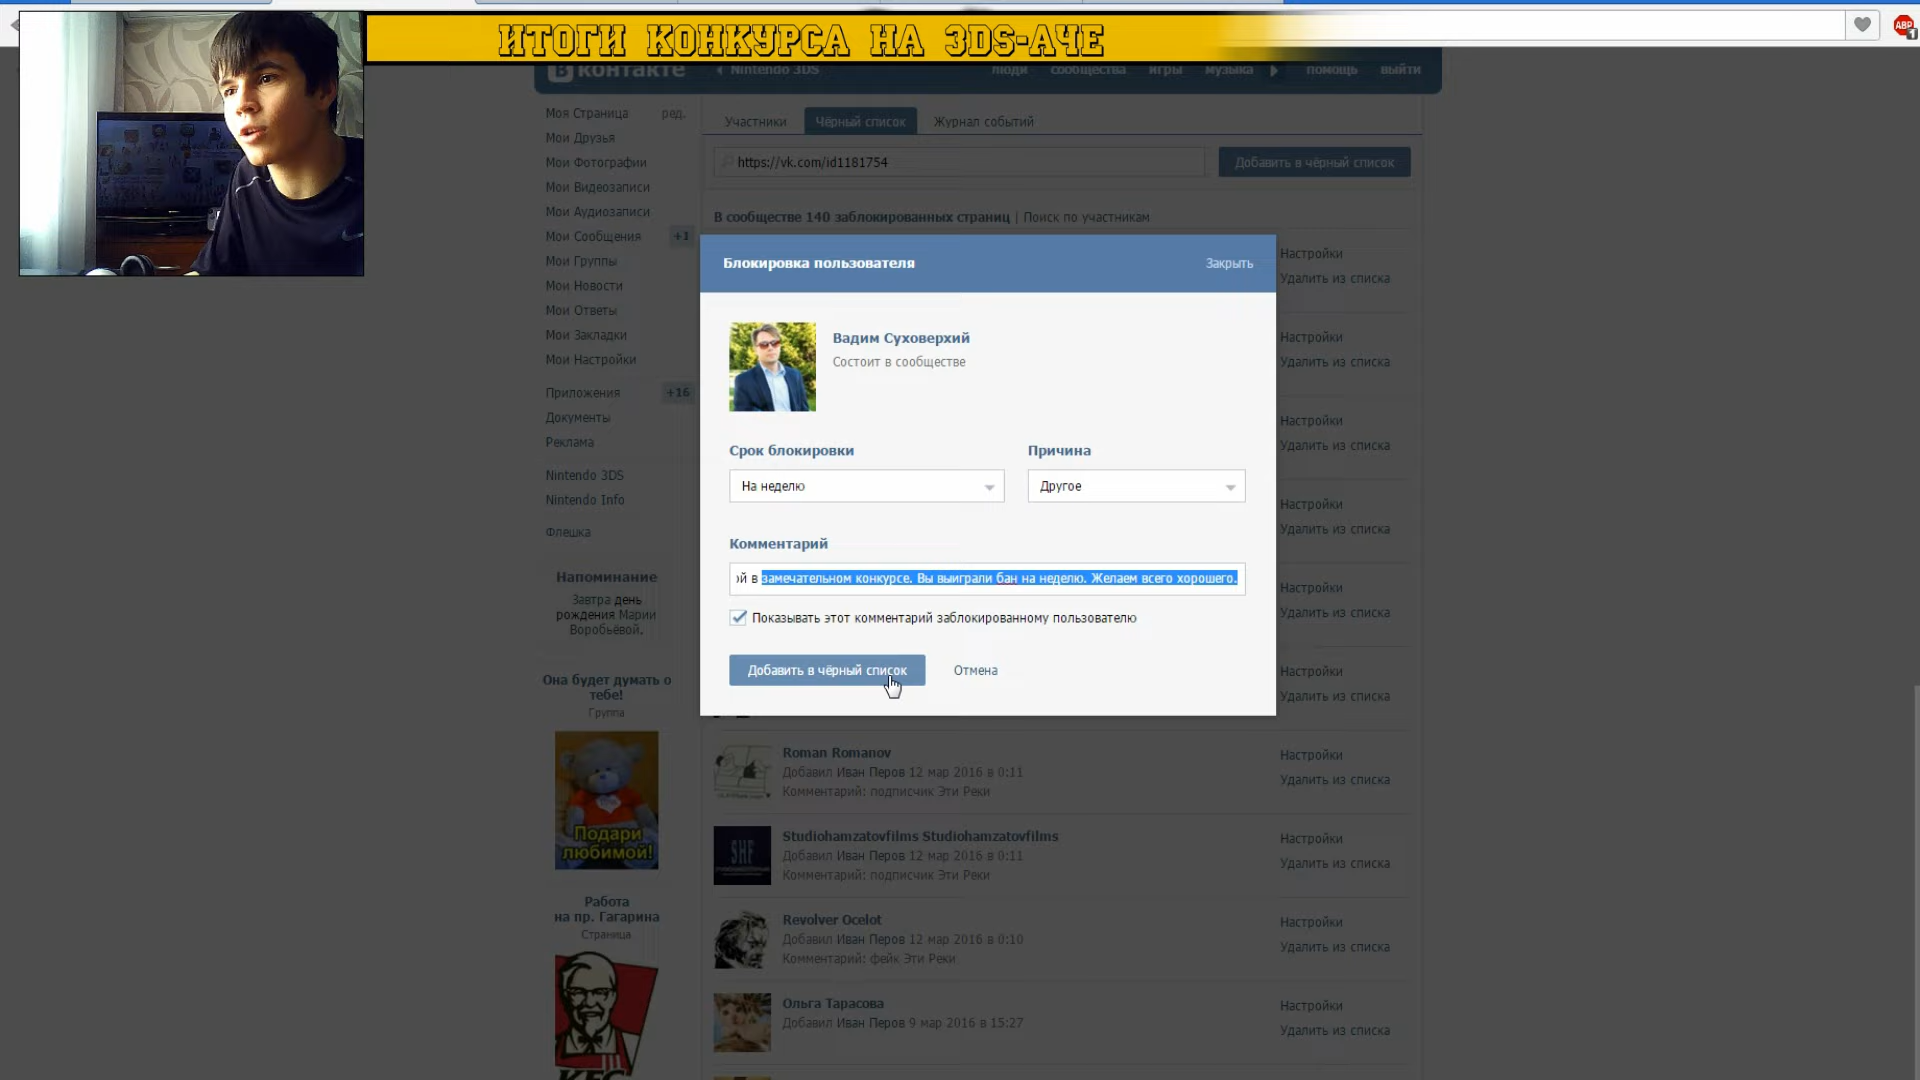 ИТОГИ КОНКУРСА НА 3DS-АЧЕ
ABP
1
Вконтакте
Nintendo 3DS
люди
сообщества
игры
музыка
помощь
выйти
Моя Страница
ред.
Мои Друзья
Мои Фотографии
Мои Видеозаписи
Мои Аудиозаписи
Мои Сообщения
+1
Мои Группы
Мои Новости
Мои Ответы
Мои Закладки
Мои Настройки
Приложения
+16
Документы
Реклама
Nintendo 3DS
Nintendo Info
Флешка
Напоминание
Завтра день
рождения Марии
Воробьёвой.
Она будет думать о
тебе!
Группа
Подари
любимой!
Работа
на пр. Гагарина
Страница
KFC
Участники
Чёрный список
Журнал событий
https://vk.com/id1181754
Добавить в чёрный список
В сообществе 140 заблокированных страниц | Поиск по участникам
Блокировка пользователя
Закрыть
Вадим Суховерхий
Состоит в сообществе
Срок блокировки
Причина
На неделю
Другое
Комментарий
ой в замечательном конкурсе. Вы выиграли бан на неделю. Желаем всего хорошего.
Показывать этот комментарий заблокированному пользователю
Добавить в чёрный список
Отмена
Настройки
Удалить из списка
Настройки
Удалить из списка
Настройки
Удалить из списка
Настройки
Удалить из списка
Настройки
Удалить из списка
Настройки
Удалить из списка
Roman Romanov
Добавил Иван Перов 12 мар 2016 в 0:11
Комментарий: подписчик Эти Реки
Настройки
Удалить из списка
SHF
Studiohamzatovfilms Studiohamzatovfilms
Добавил Иван Перов 12 мар 2016 в 0:11
Комментарий: подписчик Эти Реки
Настройки
Удалить из списка
Revolver Ocelot
Добавил Иван Перов 12 мар 2016 в 0:10
Комментарий: фейк Эти Реки
Настройки
Удалить из списка
Ольга Тарасова
Добавил Иван Перов 9 мар 2016 в 15:27
Настройки
Удалить из списка